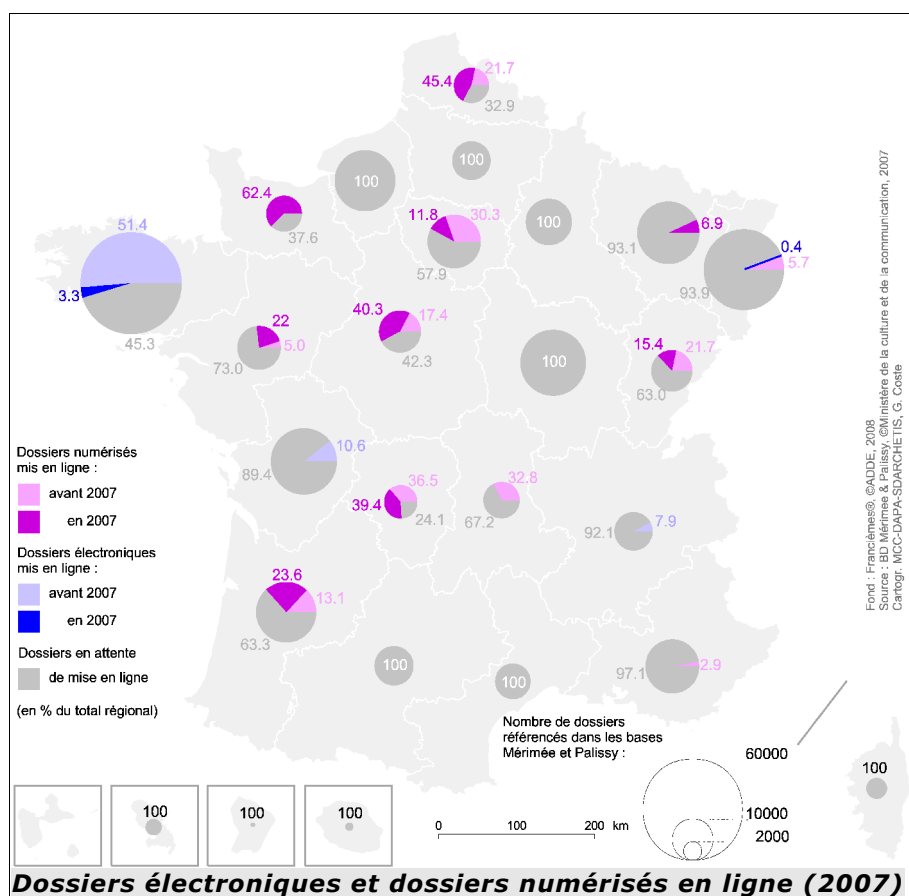 45.4
21.7
32.9
100
100
62.4
37.6
100
11.8
30.3
57.9
6.9
93.1
0.4
5.7
93.9
51.4
3.3
45.3
22
5.0
73.0
40.3
17.4
42.3
100
15.4
21.7
63.0
10.6
89.4
36.5
39.4
24.1
32.8
67.2
7.9
92.1
23.6
13.1
63.3
100
100
2.9
97.1
Dossiers numérisés
mis en ligne :
avant 2007
en 2007
Dossiers électroniques
mis en ligne :
avant 2007
en 2007
Dossiers en attente
de mise en ligne
(en % du total régional)
Fond : Francièmes®, ©ADDE, 2008
Source : BD Mérimee & Palissy, ©Ministère de la culture et de la communication, 2007
Cartogr. MCC-DAPA-SDARCHETIS, G. Coste
Nombre de dossiers
référencés dans les bases
Mérimée et Palissy :
60000
10000
2000
100
100
100
100
0 100 200 km
Dossiers électroniques et dossiers numérisés en ligne (2007)